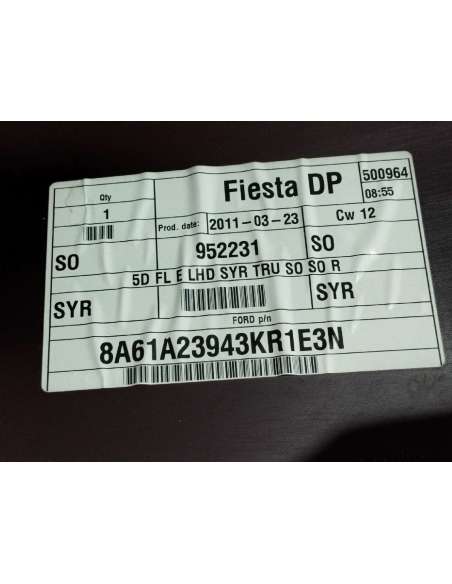 Qty
1
Fiesta DP
500964
08:55
Prod. date:
2011-03-23
Cw 12
SO
952231
SO
5D FL E LHD SYR TRU SO SO R
SYR
SYR
FORD p/n
8A61A23943KR1E3N